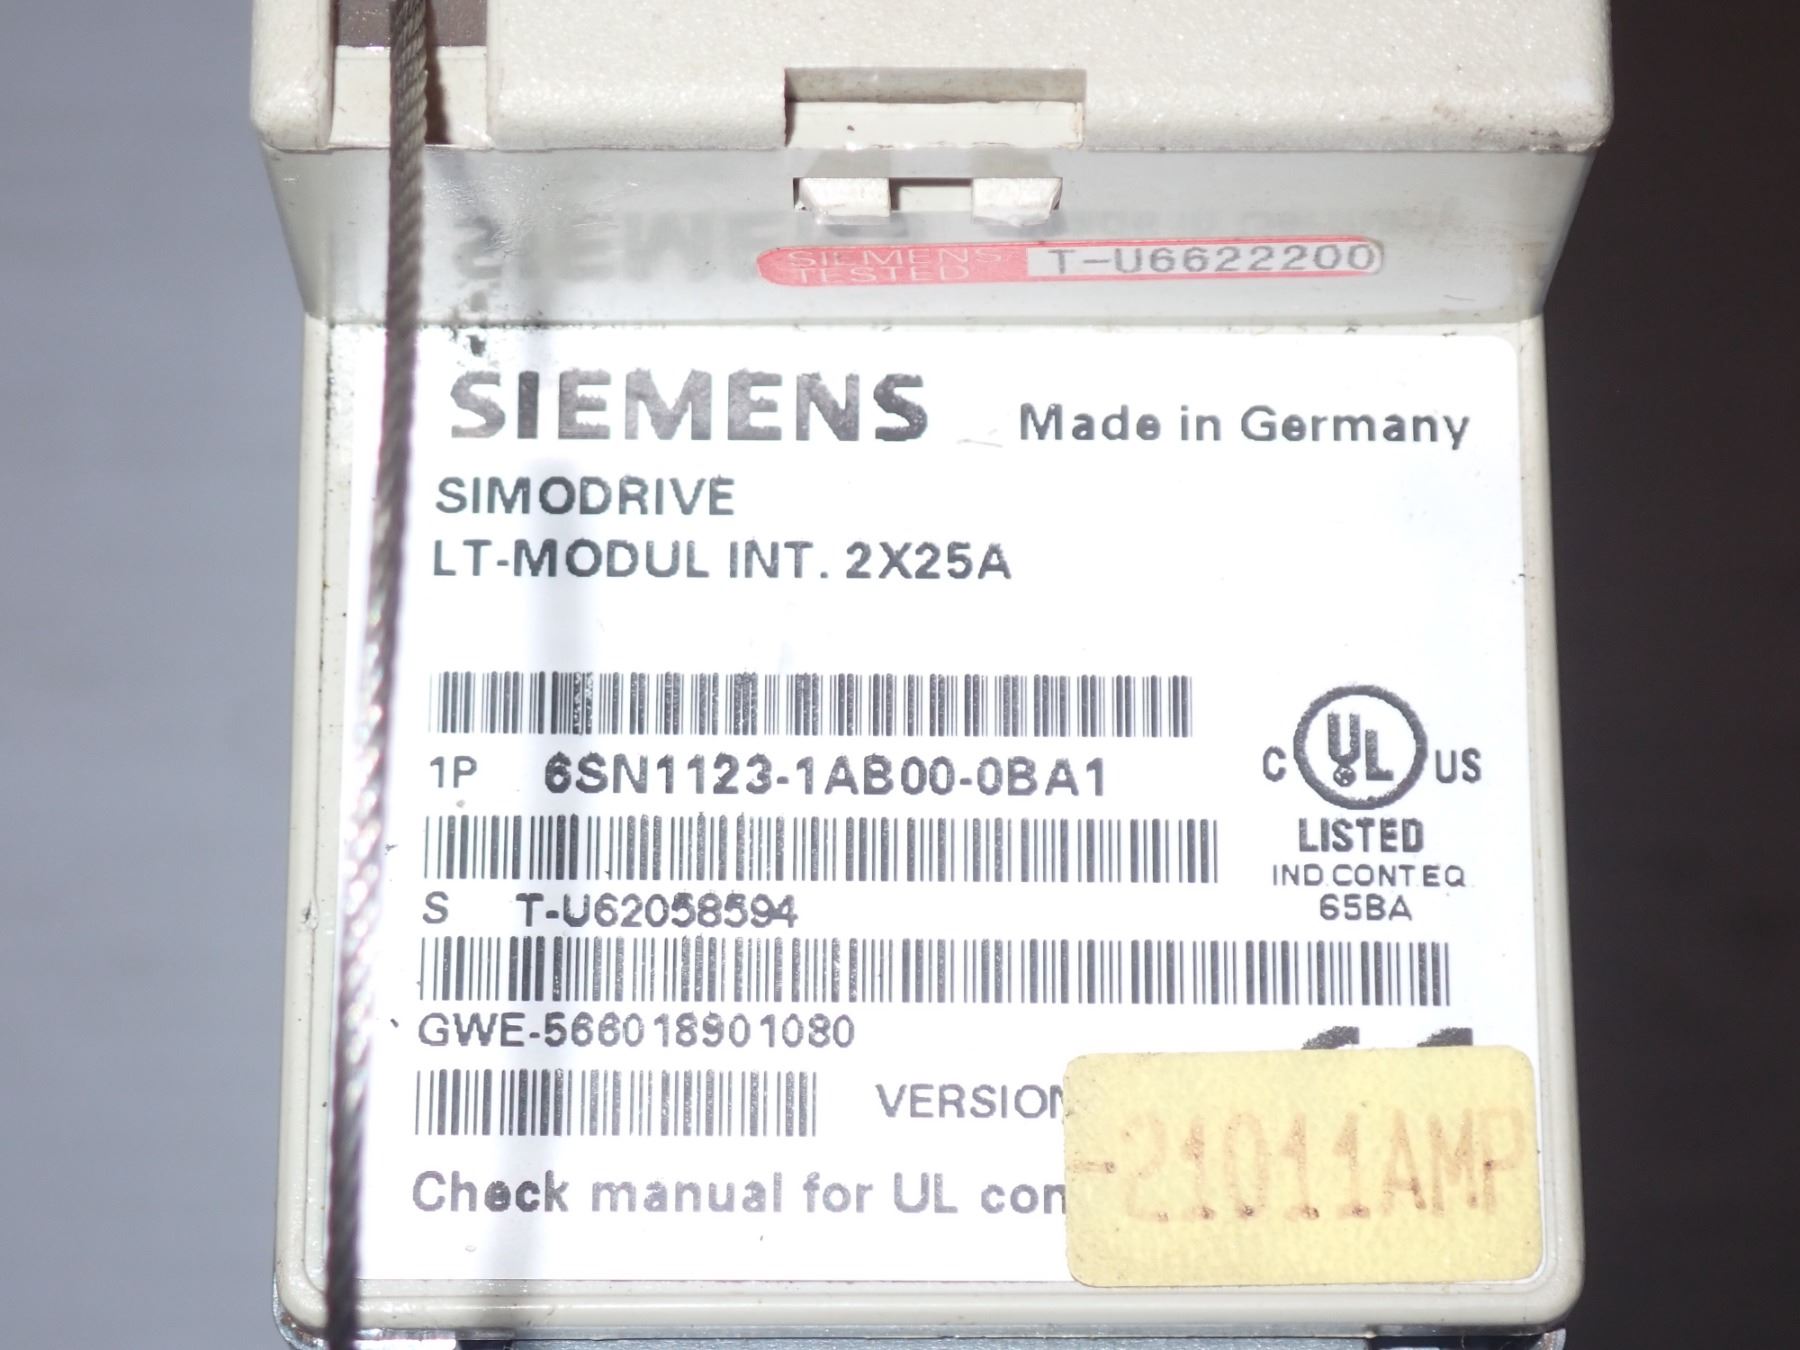 SIEMENS
TESTED
T-U6622200
SIEMENS Made in Germany
SIMODRIVE
LT-MODUL INT. 2X25A
1P 6SN1123-1AB00-0BA1
C UL US
LISTED
IND.CONT.EQ.
65BA
S T-U62058594
GWE-566018901080
VERSION
Check manual for UL con
-21011AMP